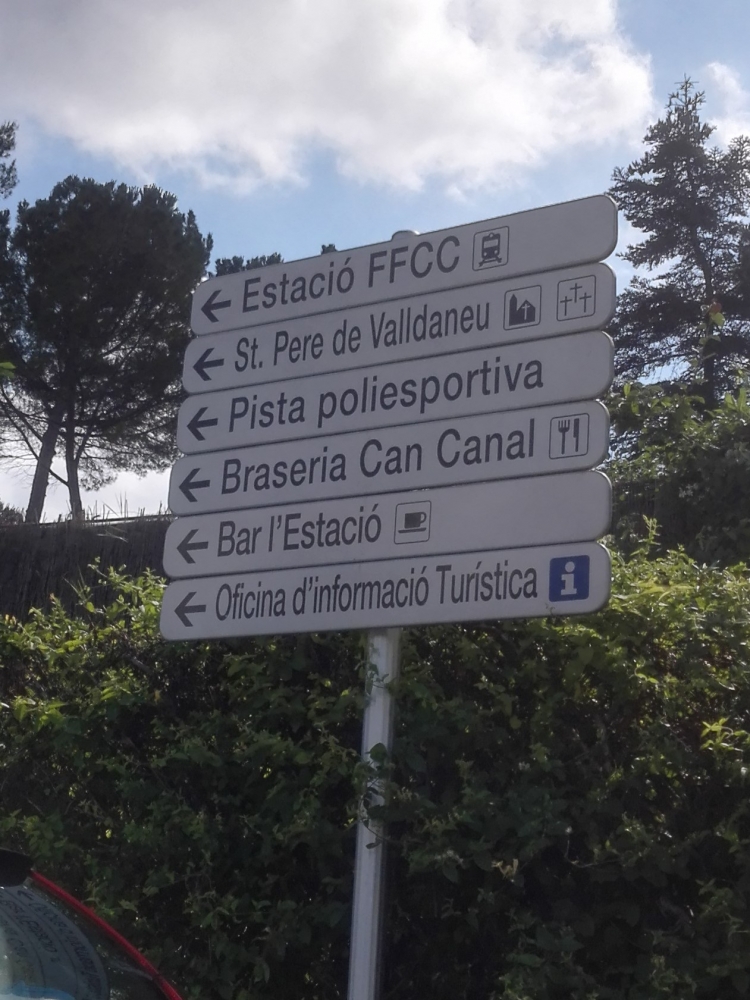 Estació FFCC
St. Pere de Valldaneu
Pista poliesportiva
Braseria Can Canal
Bar l'Estació
Oficina d'informació Turística i